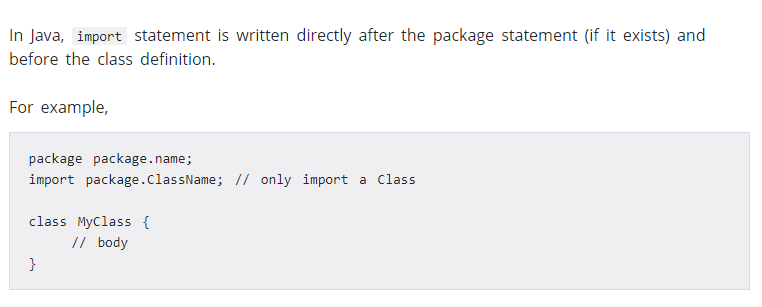 In Java, import statement is written directly after the package statement (if it exists) and
before the class definition.
For example,
package package.name;
import package.ClassName; // only import a Class
class MyClass {
// body
}